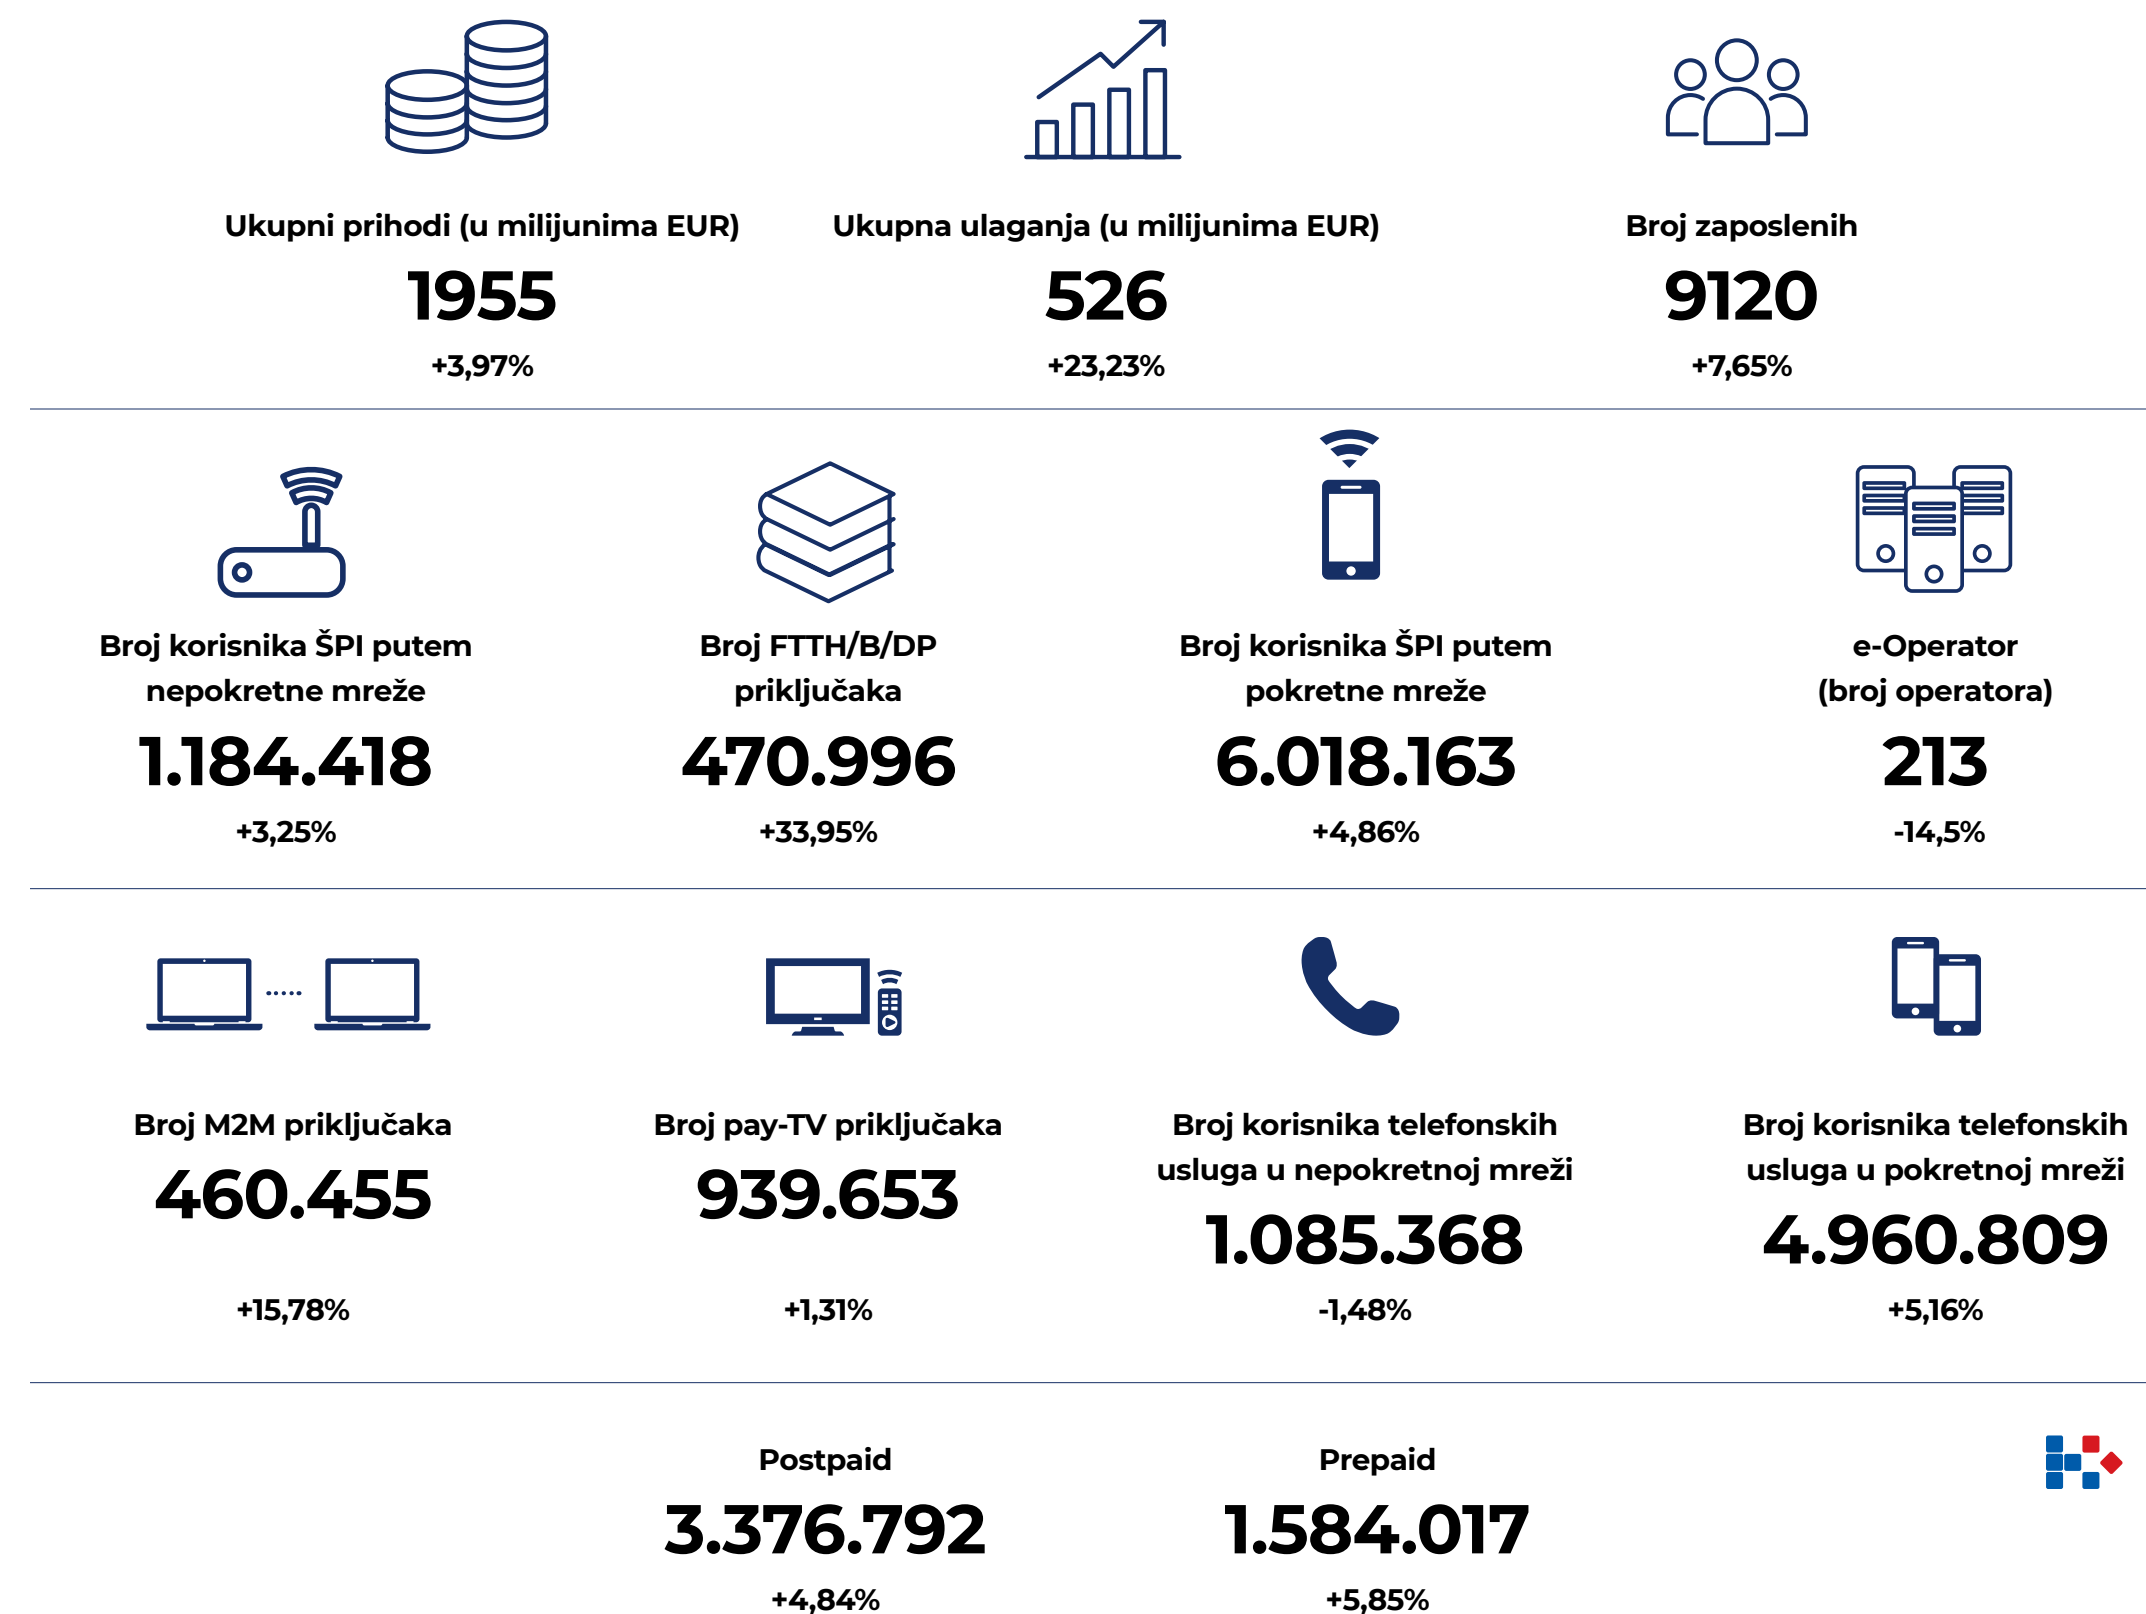 Ukupni prihodi (u milijunima EUR)
1955
+3,97%
Ukupna ulaganja (u milijunima EUR)
526
+23,23%
Broj zaposlenih
9120
+7,65%
Broj korisnika ŠPI putem
nepokretne mreže
1.184.418
+3,25%
Broj FTTH/B/DP
priključaka
470.996
+33,95%
Broj korisnika ŠPI putem
pokretne mreže
6.018.163
+4,86%
e-Operator
(broj operatora)
213
-14,5%
Broj M2M priključaka
460.455
+15,78%
Broj pay-TV priključaka
939.653
+1,31%
Broj korisnika telefonskih
usluga u nepokretnoj mreži
1.085.368
-1,48%
Broj korisnika telefonskih
usluga u pokretnoj mreži
4.960.809
+5,16%
Postpaid
3.376.792
+4,84%
Prepaid
1.584.017
+5,85%